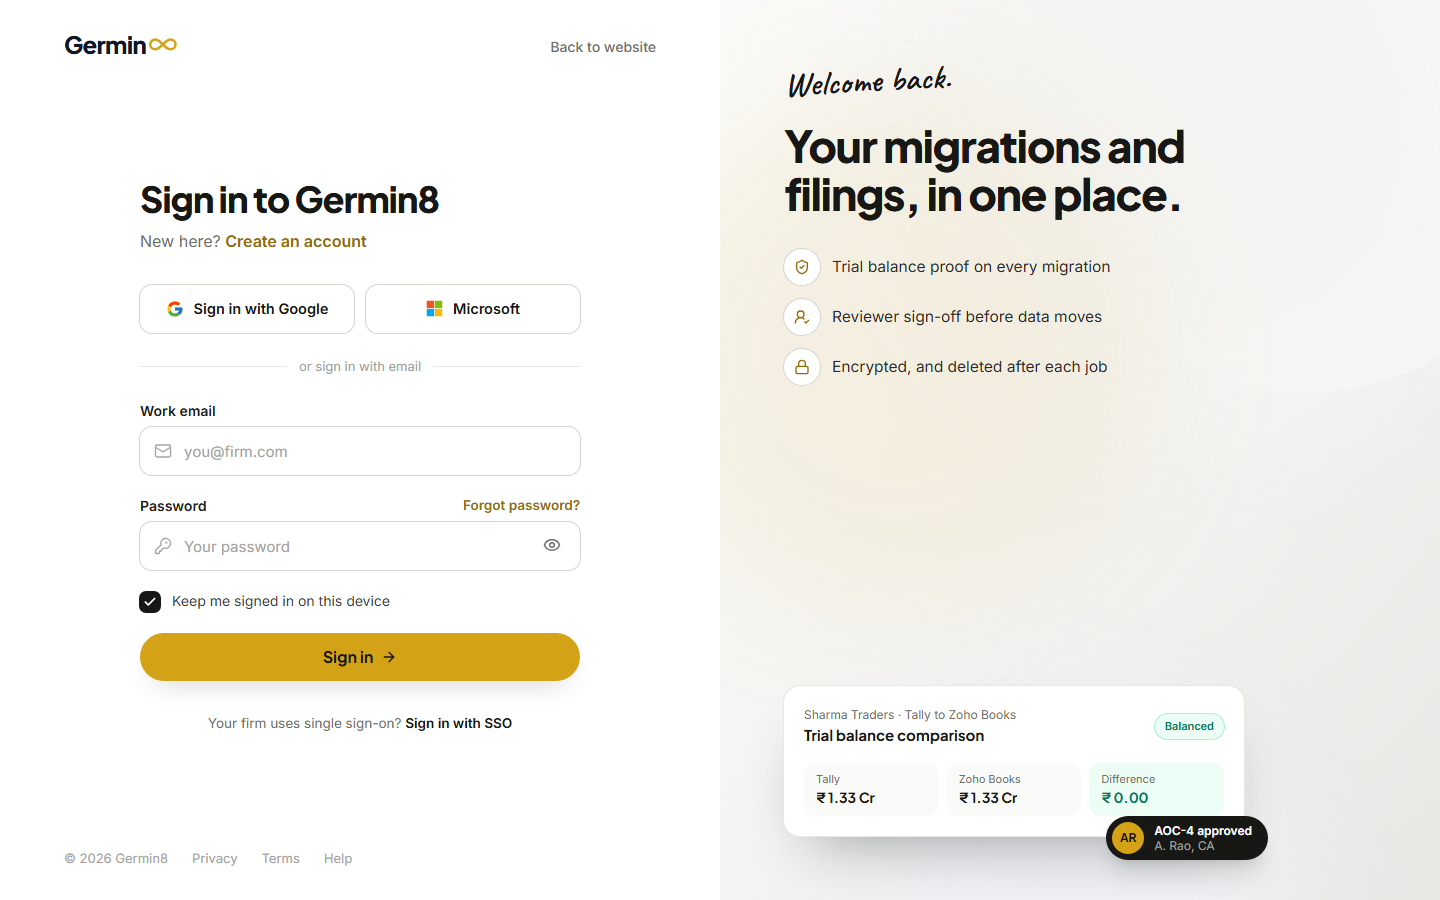 Germin
Back to website
Sign in to Germin8
New here? Create an account
Sign in with Google
Microsoft
or sign in with email
Work email
you@firm.com
Password
Forgot password?
Your password
Keep me signed in on this device
Sign in →
Your firm uses single sign-on? Sign in with SSO
© 2026 Germin8
Privacy
Terms
Help
Welcome back.
Your migrations and
filings, in one place.
Trial balance proof on every migration
Reviewer sign-off before data moves
Encrypted, and deleted after each job
Sharma Traders · Tally to Zoho Books
Trial balance comparison
Balanced
Tally
₹1.33 Cr
Zoho Books
₹1.33 Cr
Difference
₹0.00
AR
AOC-4 approved
A. Rao, CA